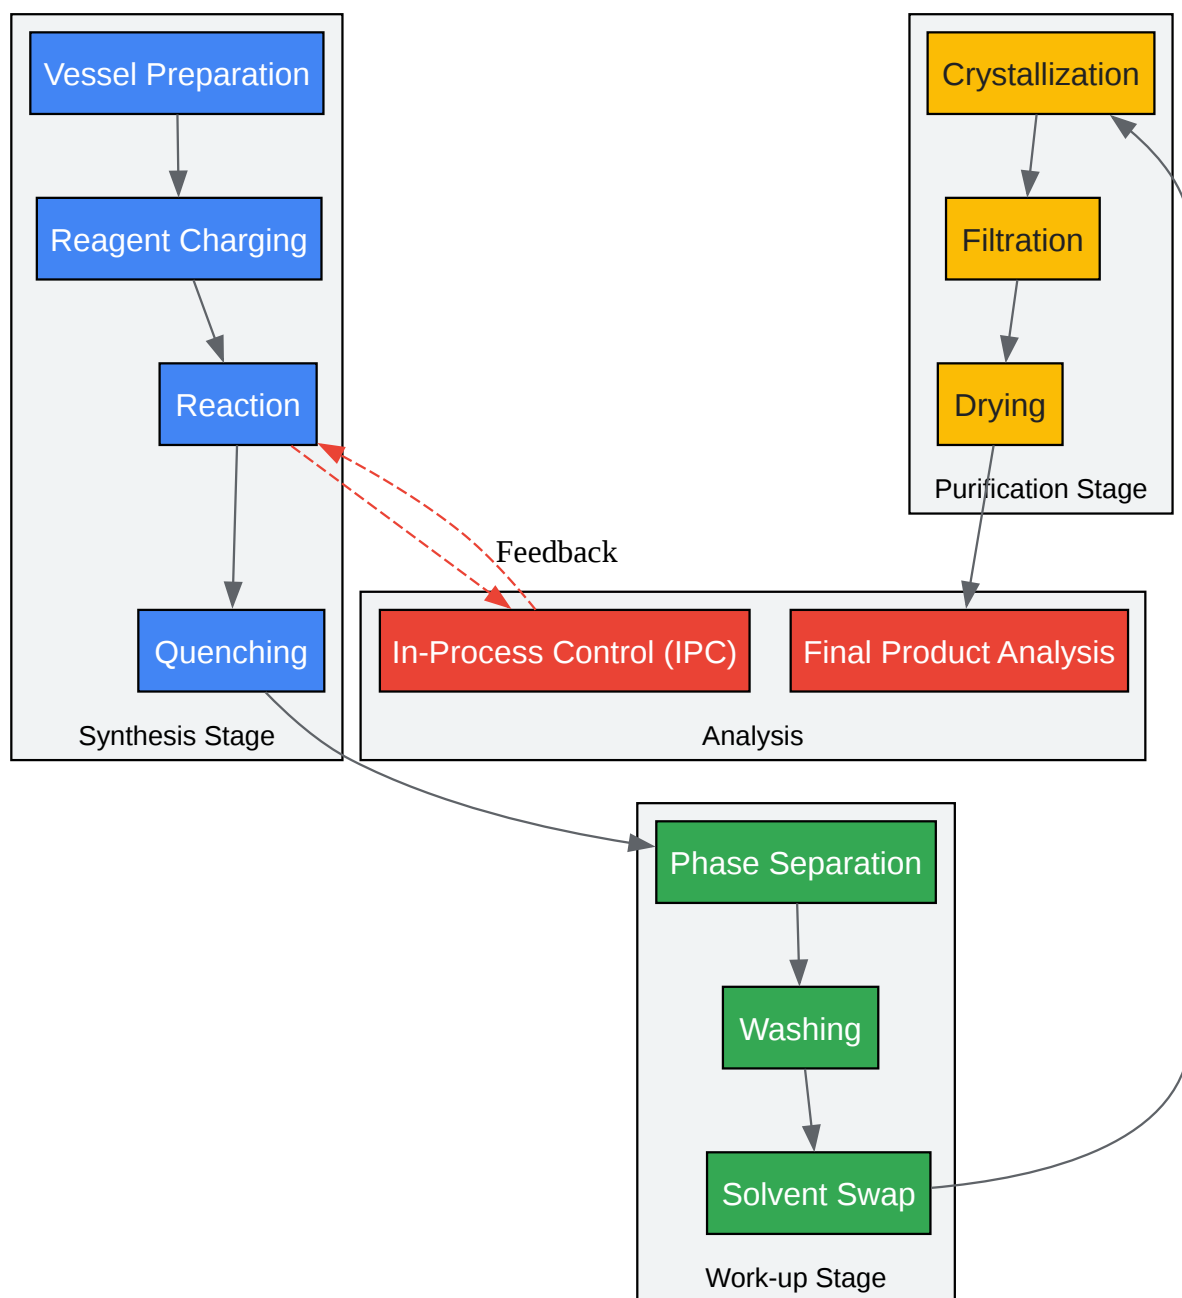 Vessel Preparation
Reagent Charging
Reaction
Quenching
Synthesis Stage
Crystallization
Filtration
Drying
Purification Stage
Feedback
In-Process Control (IPC)
Final Product Analysis
Analysis
Phase Separation
Washing
Solvent Swap
Work-up Stage